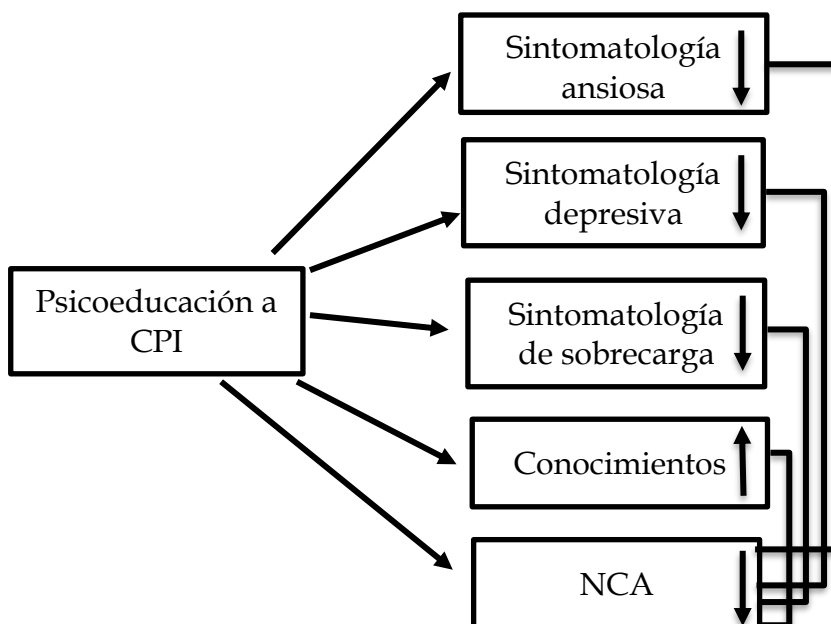 Sintomatología
ansiosa
Sintomatología
depresiva
Psicoeducación a
CPI
Sintomatología
de sobrecarga
Conocimientos
NCA